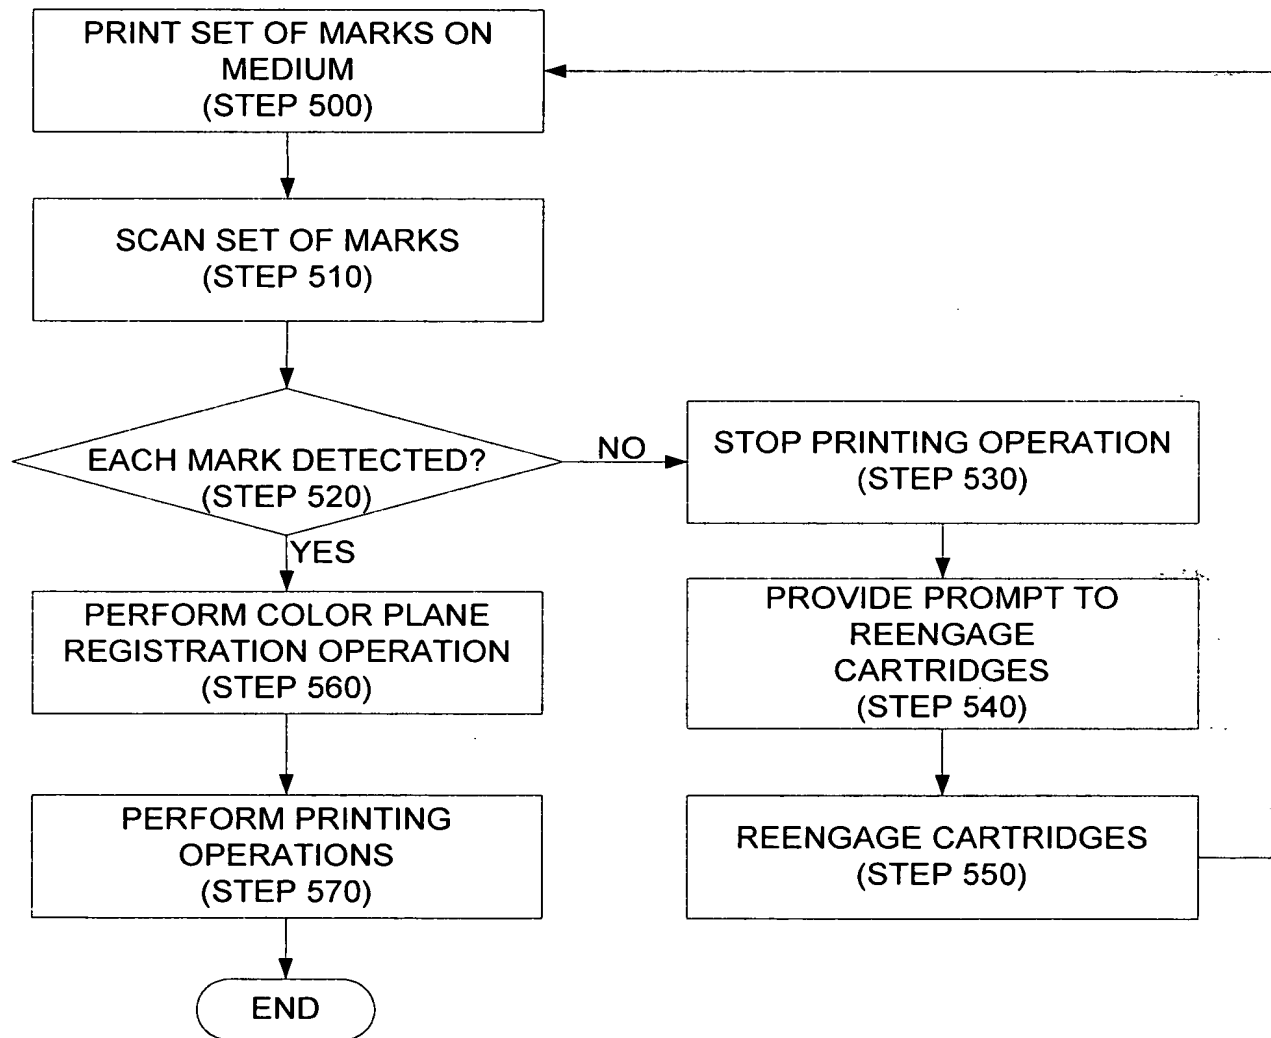 PRINT SET OF MARKS ON
MEDIUM
(STEP 500)
SCAN SET OF MARKS
(STEP 510)
EACH MARK DETECTED?
(STEP 520)
NO
YES
STOP PRINTING OPERATION
(STEP 530)
PROVIDE PROMPT TO
REENGAGE
CARTRIDGES
(STEP 540)
REENGAGE CARTRIDGES
(STEP 550)
PERFORM COLOR PLANE
REGISTRATION OPERATION
(STEP 560)
PERFORM PRINTING
OPERATIONS
(STEP 570)
END